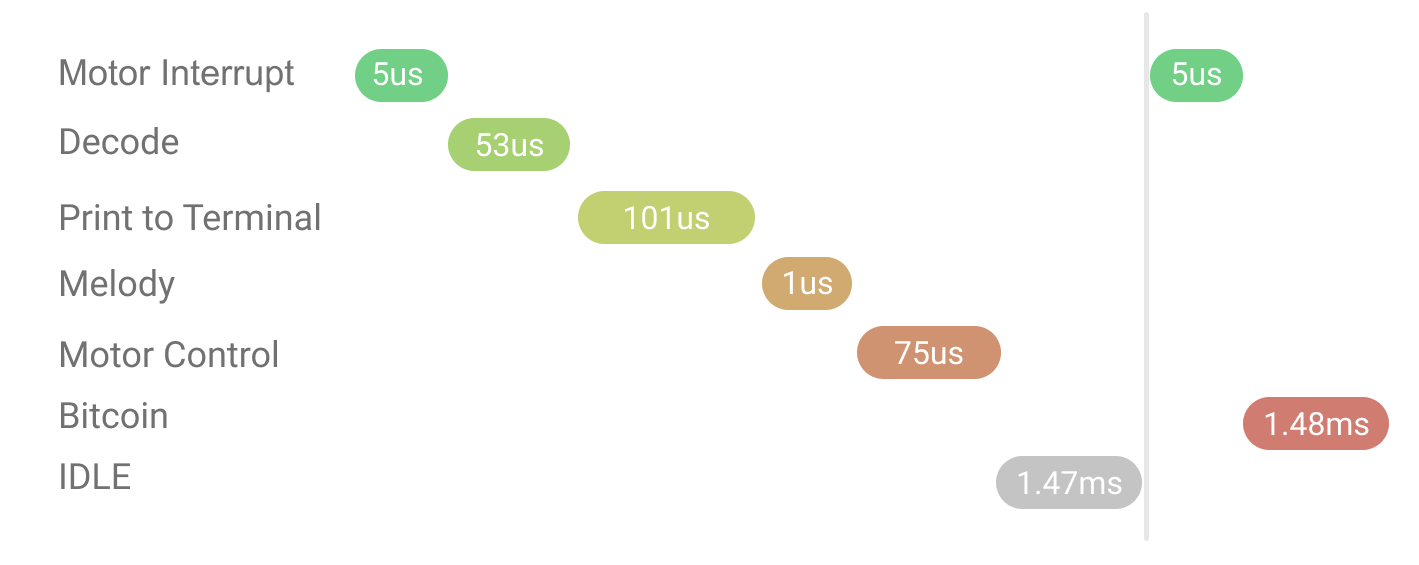 Motor Interrupt 5us 5us
Decode 53us
Print to Terminal 101us
Melody 1us
Motor Control 75us
Bitcoin 1.48ms
IDLE 1.47ms